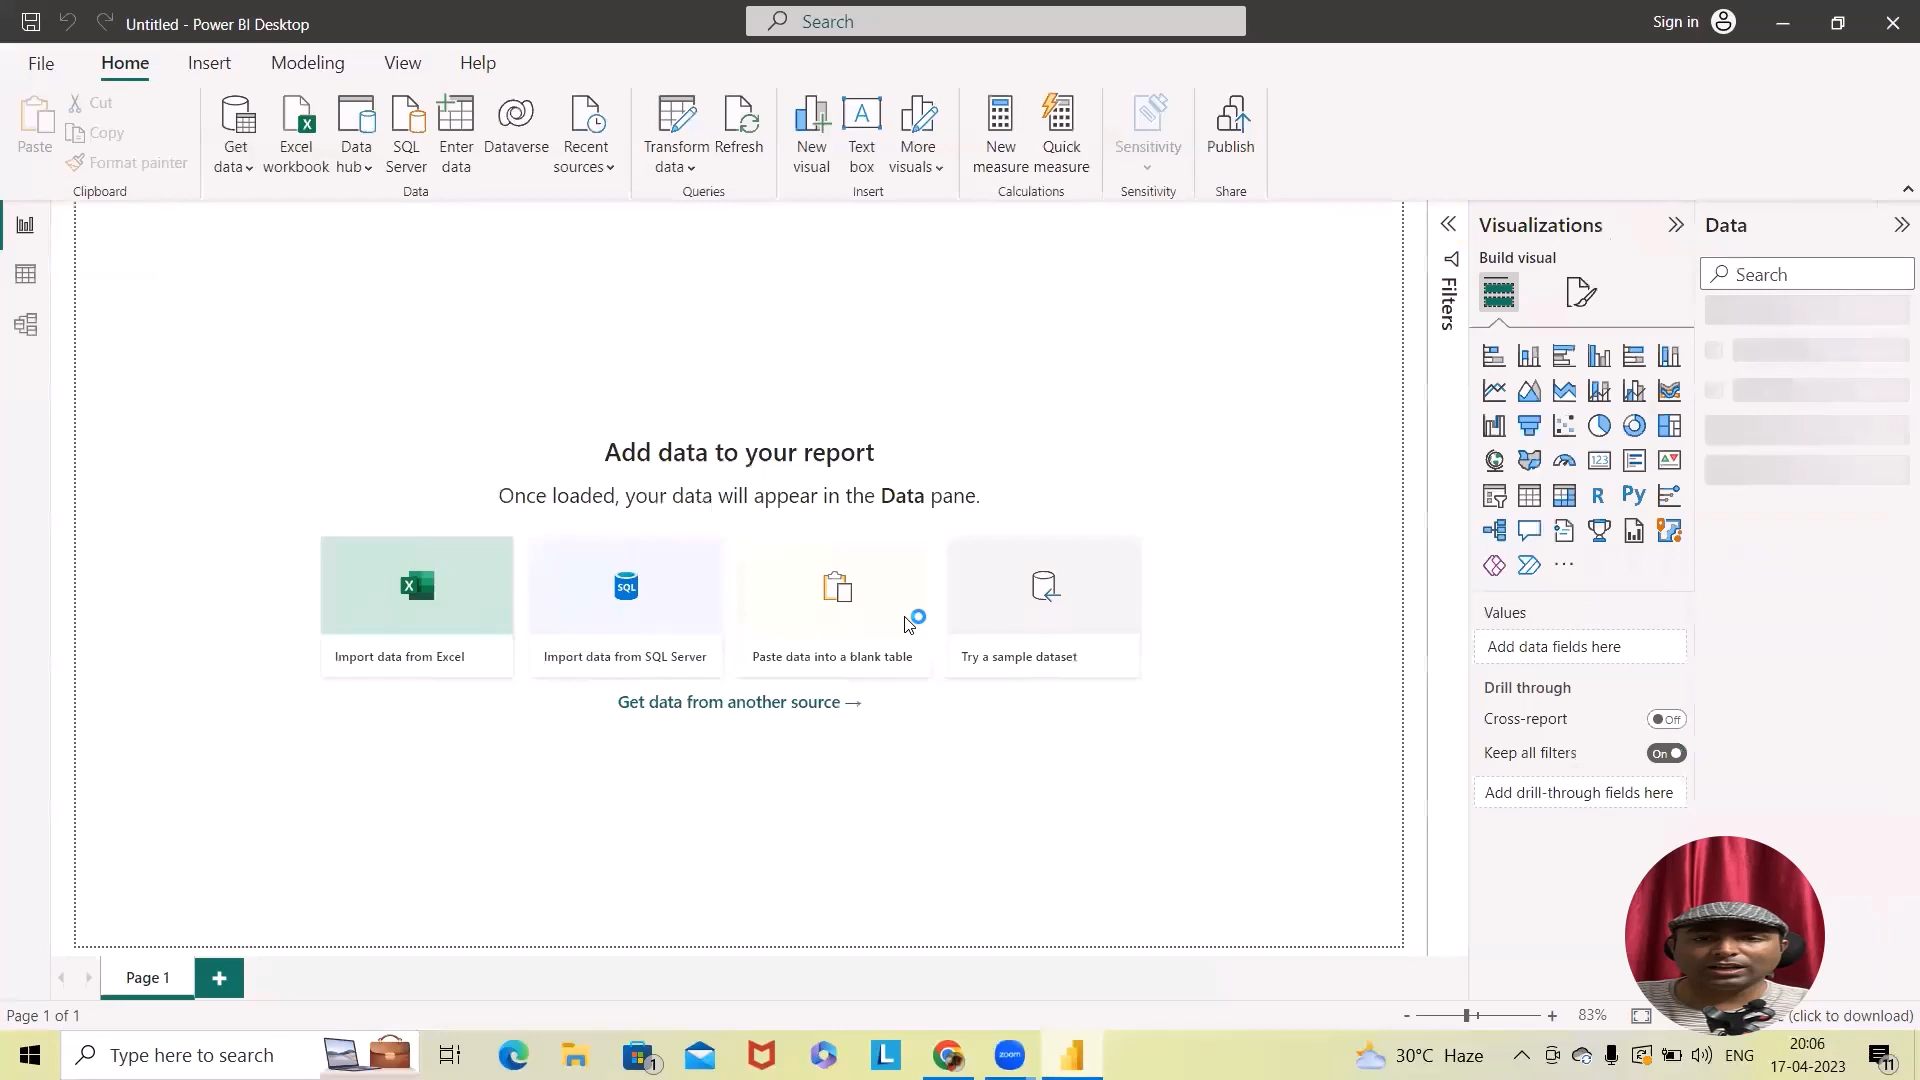 Untitled - Power BI Desktop
Search
Sign in
File
Home
Insert
Modeling
View
Help
Paste
Cut
Copy
Format painter
Clipboard
Get data
Excel workbook
Data hub
SQL Server
Enter data
Dataverse
Recent sources
Data
Transform data
Refresh
Queries
New visual
Text box
A
More visuals
Insert
New measure
Quick measure
Calculations
Sensitivity
Sensitivity
Publish
Share
Add data to your report
Once loaded, your data will appear in the Data pane.
X
SQL
Import data from Excel
Import data from SQL Server
Paste data into a blank table
Try a sample dataset
Get data from another source →
Filters
Visualizations
Build visual
123
R
Py
...
Values
Add data fields here
Drill through
Cross-report
Off
Keep all filters
On
Add drill-through fields here
Data
Search
Page 1
+
Page 1 of 1
- + 83%
(click to download)
Type here to search
1
L
zoom
30°C Haze
ENG
20:06
17-04-2023
11